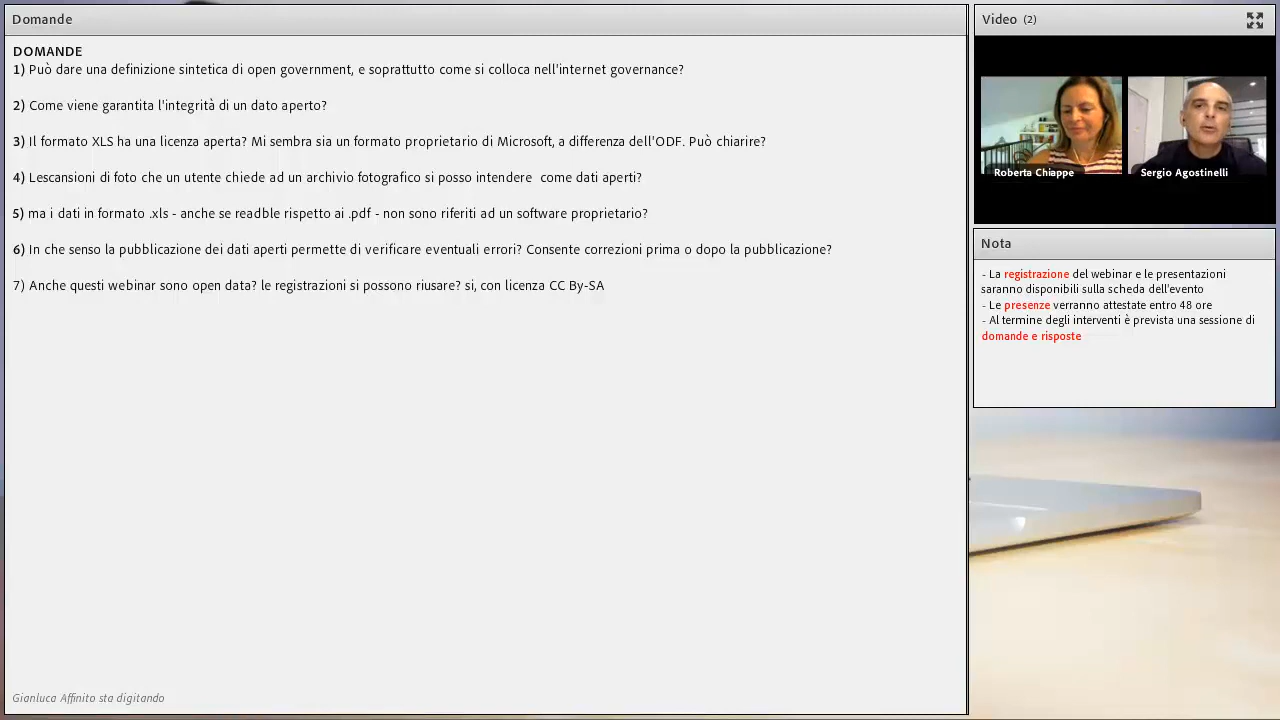 Domande
DOMANDE
1) Può dare una definizione sintetica di open government, e soprattutto come si colloca nell'internet governance?
2) Come viene garantita l'integrità di un dato aperto?
3) Il formato XLS ha una licenza aperta? Mi sembra sia un formato proprietario di Microsoft, a differenza dell'ODF. Può chiarire?
4) Lescansioni di foto che un utente chiede ad un archivio fotografico si posso intendere  come dati aperti?
5) ma i dati in formato .xls - anche se readble rispetto ai .pdf - non sono riferiti ad un software proprietario?
6) In che senso la pubblicazione dei dati aperti permette di verificare eventuali errori? Consente correzioni prima o dopo la pubblicazione?
7) Anche questi webinar sono open data? le registrazioni si possono riusare? si, con licenza CC By-SA
Gianluca Affinito sta digitando
Video (2)
Roberta Chiappe
Sergio Agostinelli
Nota
- La registrazione del webinar e le presentazioni
saranno disponibili sulla scheda dell'evento
- Le presenze verranno attestate entro 48 ore
- Al termine degli interventi è prevista una sessione di
domande e risposte